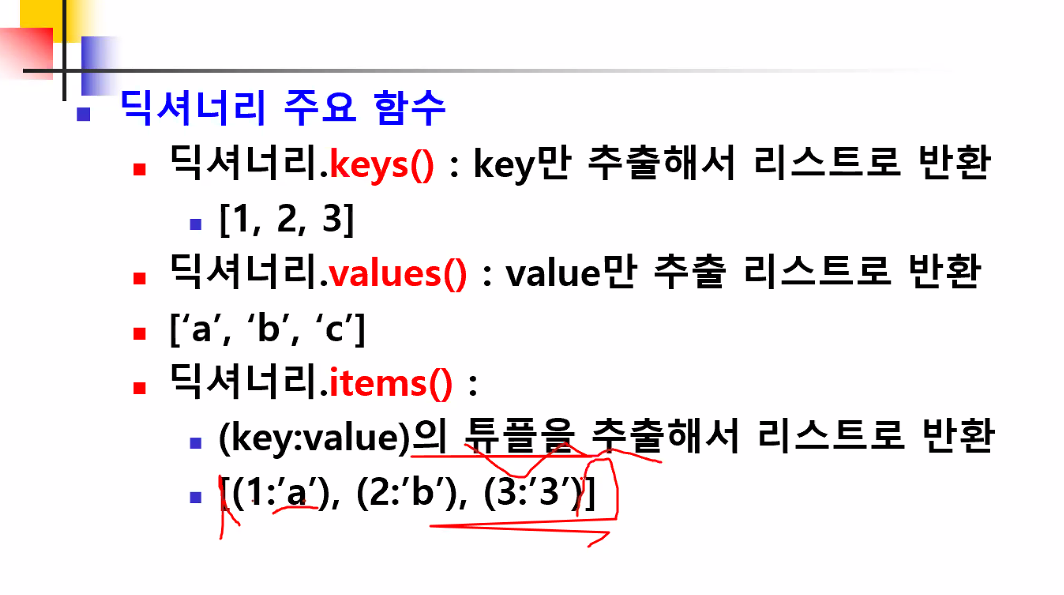 딕셔너리 주요 함수
딕셔너리.keys() : key만 추출해서 리스트로 반환
[1, 2, 3]
딕셔너리.values() : value만 추출 리스트로 반환
[‘a’, ‘b’, ‘c’]
딕셔너리.items() :
(key:value)의 튜플을 추출해서 리스트로 반환
[(1:’a’), (2:’b’), (3:’3’)]